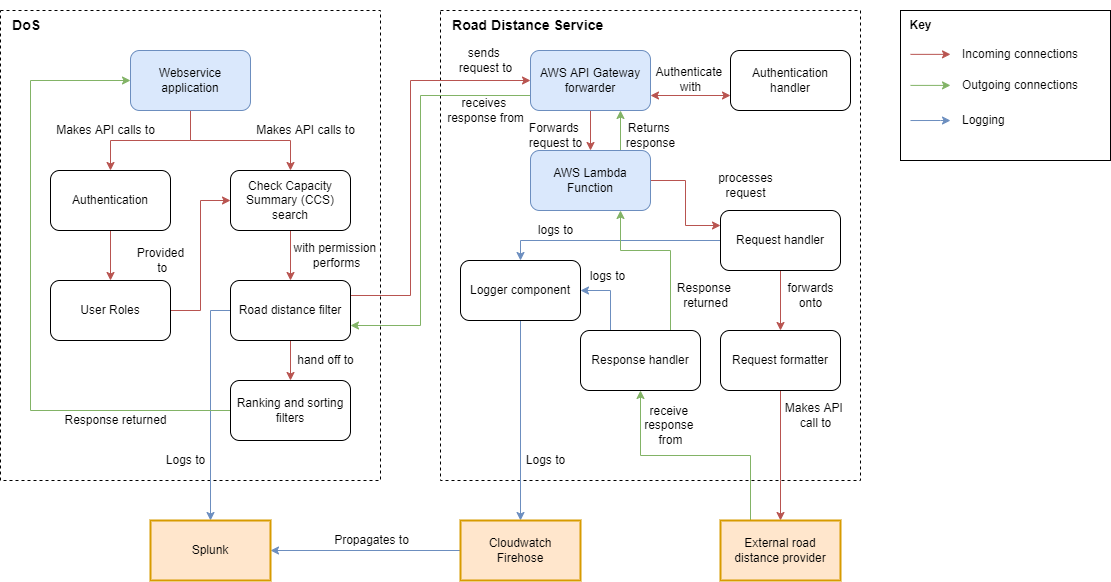 DoS
Webservice
application
Makes API calls to
Makes API calls to
Authentication
Check Capacity
Summary (CCS)
search
Provided
to
with permission
performs
User Roles
Road distance filter
hand off to
Ranking and sorting
filters
Response returned
Logs to
Splunk
Road Distance Service
sends
request to
AWS API Gateway
forwarder
Authenticate
with
Authentication
handler
receives
response from
Forwards
request to
Returns
response
AWS Lambda
Function
processes
request
logs to
Request handler
Logger component
logs to
Response
returned
forwards
onto
Response handler
Request formatter
receive
response
from
Makes API
call to
Logs to
Propagates to
Cloudwatch
Firehose
External road
distance provider
Key
Incoming connections
Outgoing connections
Logging